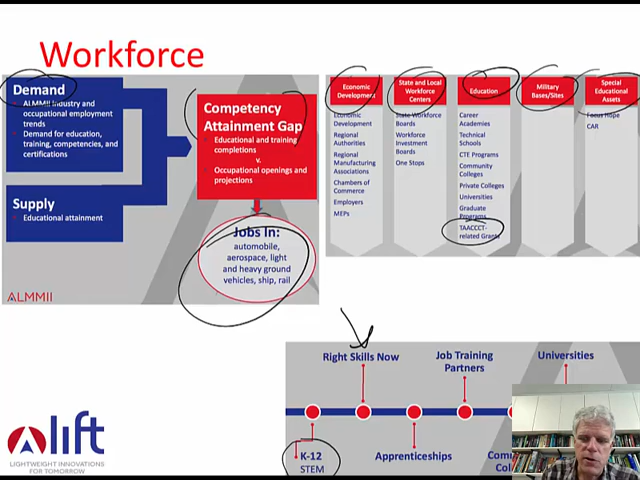 Workforce
Demand
ALMMII industry and
occupational employment
trends
Demand for education,
training, competencies, and
certifications
Supply
Educational attainment
Competency
Attainment Gap
Educational and training
completions
v.
Occupational openings and
projections
Jobs In:
automobile,
aerospace, light
and heavy ground
vehicles, ship, rail
ALMMII
Economic
Development
Economic
Development
Regional
Authorities
Regional
Manufacturing
Associations
Chambers of
Commerce
Employers
MEPs
State and Local
Workforce
Centers
State Workforce
Boards
Workforce
Investment
Boards
One Stops
Education
Career
Academies
Technical
Schools
CTE Programs
Community
Colleges
Private Colleges
Universities
Graduate
Programs
TAACCCT-
related Grants
Military
Bases/Sites
Special
Educational
Assets
Focus Hope
CAR
Right Skills Now
Job Training
Partners
Universities
K-12
STEM
Apprenticeships
lift
LIGHTWEIGHT INNOVATIONS
FOR TOMORROW